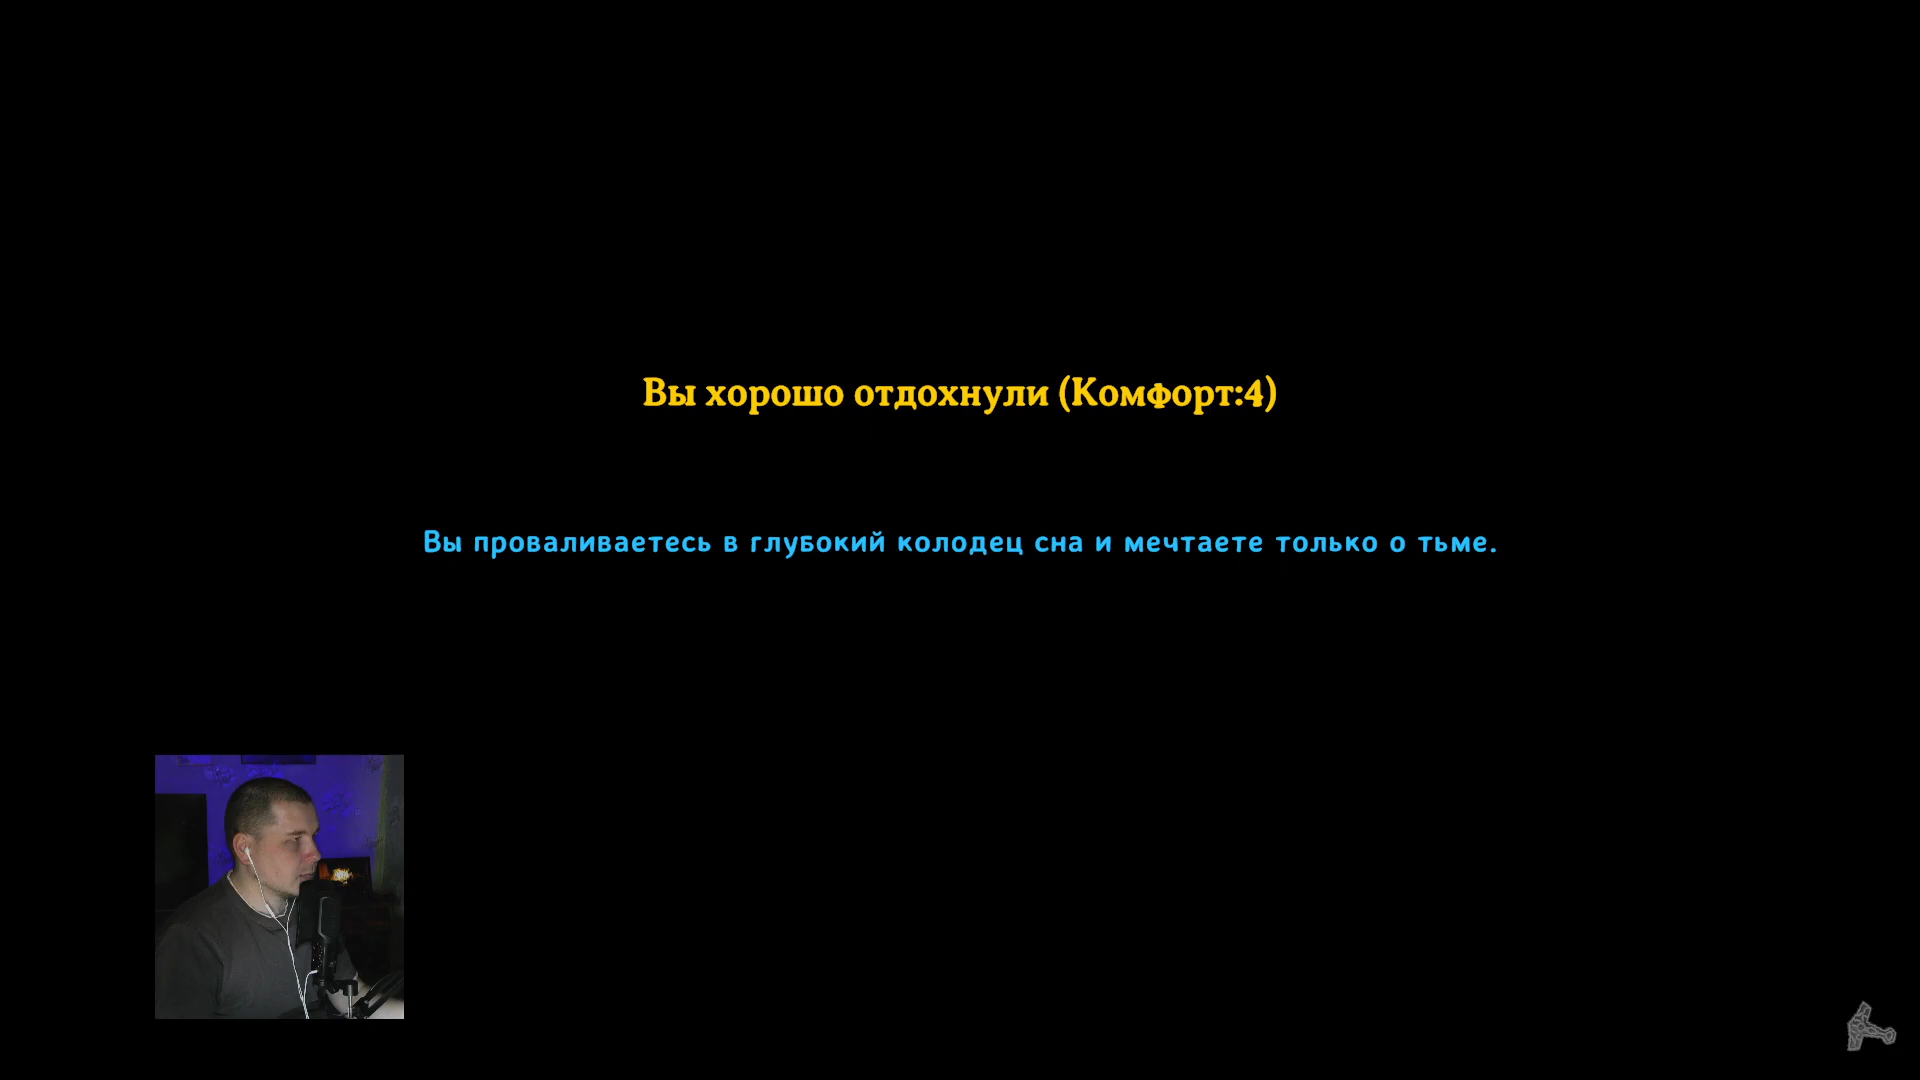 Вы хорошо отдохнули (Комфорт:4)
Вы проваливаетесь в глубокий колодец сна и мечтаете только о тьме.